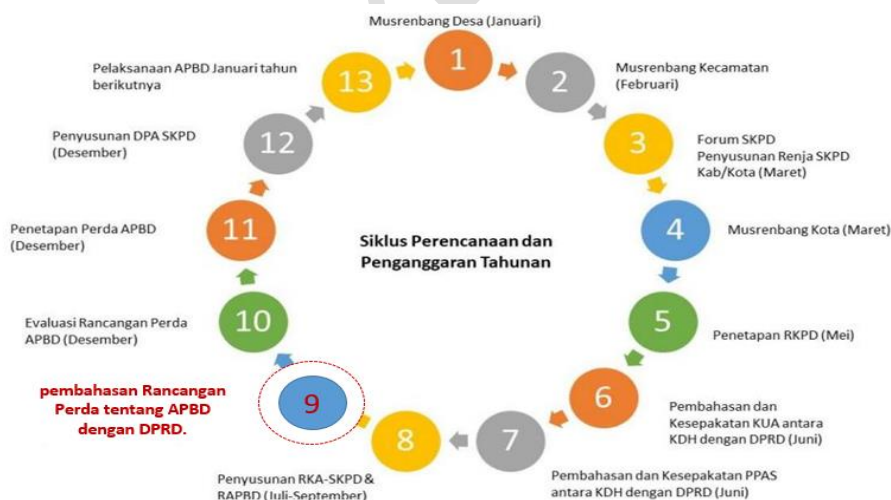 Musrenbang Desa (Januari)
1
2
Musrenbang Kecamatan
(Februari)
3
Forum SKPD
Penyusunan Renja SKPD
Kab/Kota (Maret)
4
Musrenbang Kota (Maret)
5
Penetapan RKPD (Mei)
6
Pembahasan dan
Kesepakatan KUA antara
KDH dengan DPRD (Juni)
7
Pembahasan dan Kesepakatan PPAS
antara KDH dengan DPRD (Juni)
8
Penyusunan RKA-SKPD &
RAPBD (Juli-September)
9
pembahasan Rancangan
Perda tentang APBD
dengan DPRD.
10
Evaluasi Rancangan Perda
APBD (Desember)
11
Penetapan Perda APBD
(Desember)
12
Penyusunan DPA SKPD
(Desember)
13
Pelaksanaan APBD Januari tahun
berikutnya
Siklus Perencanaan dan
Penganggaran Tahunan